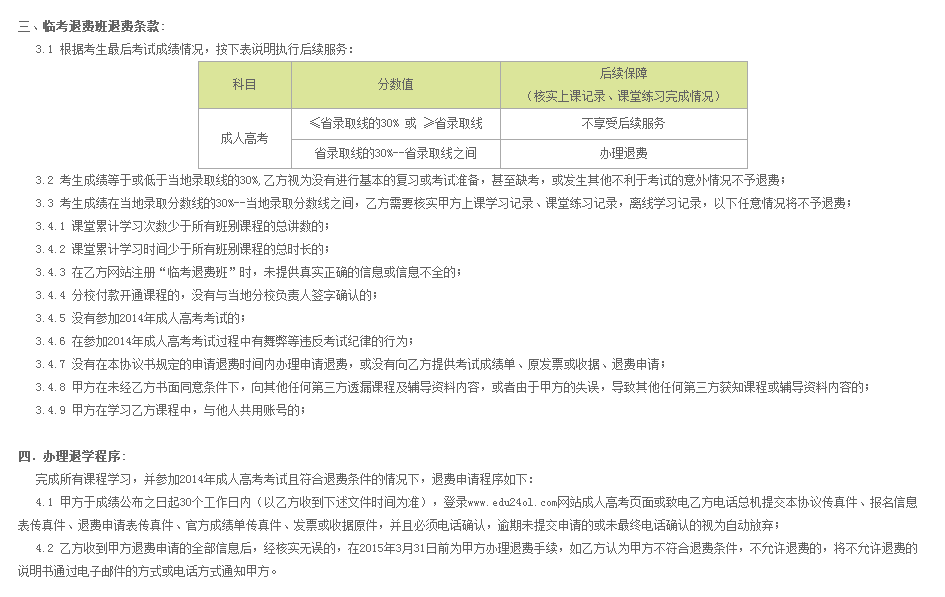 三、临考退费班退费条款:
3.1 根据考生最后考试成绩情况, 按下表说明执行后续服务:
科目
分数值
后续保障
(核实上课记录、课堂练习完成情况)
成人高考
≤省录取线的30% 或 ≥省录取线
不享受后续服务
省录取线的30%--省录取线之间
办理退费
3.2 考生成绩等于或低于当地录取线的30%,乙方视为没有进行基本的复习或考试准备, 甚至缺考, 或发生其他不利于考试的意外情况不予退费;
3.3 考生成绩在当地录取分数线的30%--当地录取分数线之间, 乙方需要核实甲方上课学习记录、课堂练习记录, 离线学习记录, 以下任意情况将不予退费;
3.4.1 课堂累计学习次数少于所有班别课程的总讲数的;
3.4.2 课堂累计学习时间少于所有班别课程的总时长的;
3.4.3 在乙方网站注册“临考退费班”时, 未提供真实正确的信息或信息不全的;
3.4.4 分校付款开通课程的, 没有与当地分校负责人签字确认的;
3.4.5 没有参加2014年成人高考考试的;
3.4.6 在参加2014年成人高考考试过程中有舞弊等违反考试纪律的行为;
3.4.7 没有在本协议书规定的申请退费时间内办理申请退费, 或没有向乙方提供考试成绩单、原发票或收据、退费申请;
3.4.8 甲方在未经乙方书面同意条件下, 向其他任何第三方透漏课程及辅导资料内容, 或者由于甲方的失误, 导致其他任何第三方获知课程或辅导资料内容的;
3.4.9 甲方在学习乙方课程中, 与他人共用账号的;
四. 办理退学程序:
完成所有课程学习, 并参加2014年成人高考考试且符合退费条件的情况下, 退费申请程序如下:
4.1 甲方于成绩公布之日起30个工作日内(以乙方收到下述文件时间为准), 登录www.edu24ol.com网站成人高考页面或致电乙方电话总机提交本协议传真件、报名信息
表传真件、退费申请表传真件、官方成绩单传真件、发票或收据原件, 并且必须电话确认, 逾期未提交申请的或未最终电话确认的视为自动放弃;
4.2 乙方收到甲方退费申请的全部信息后, 经核实无误的, 在2015年3月31日前为甲方办理退费手续, 如乙方认为甲方不符合退费条件, 不允许退费的, 将不允许退费的
说明书通过电子邮件的方式或电话方式通知甲方。